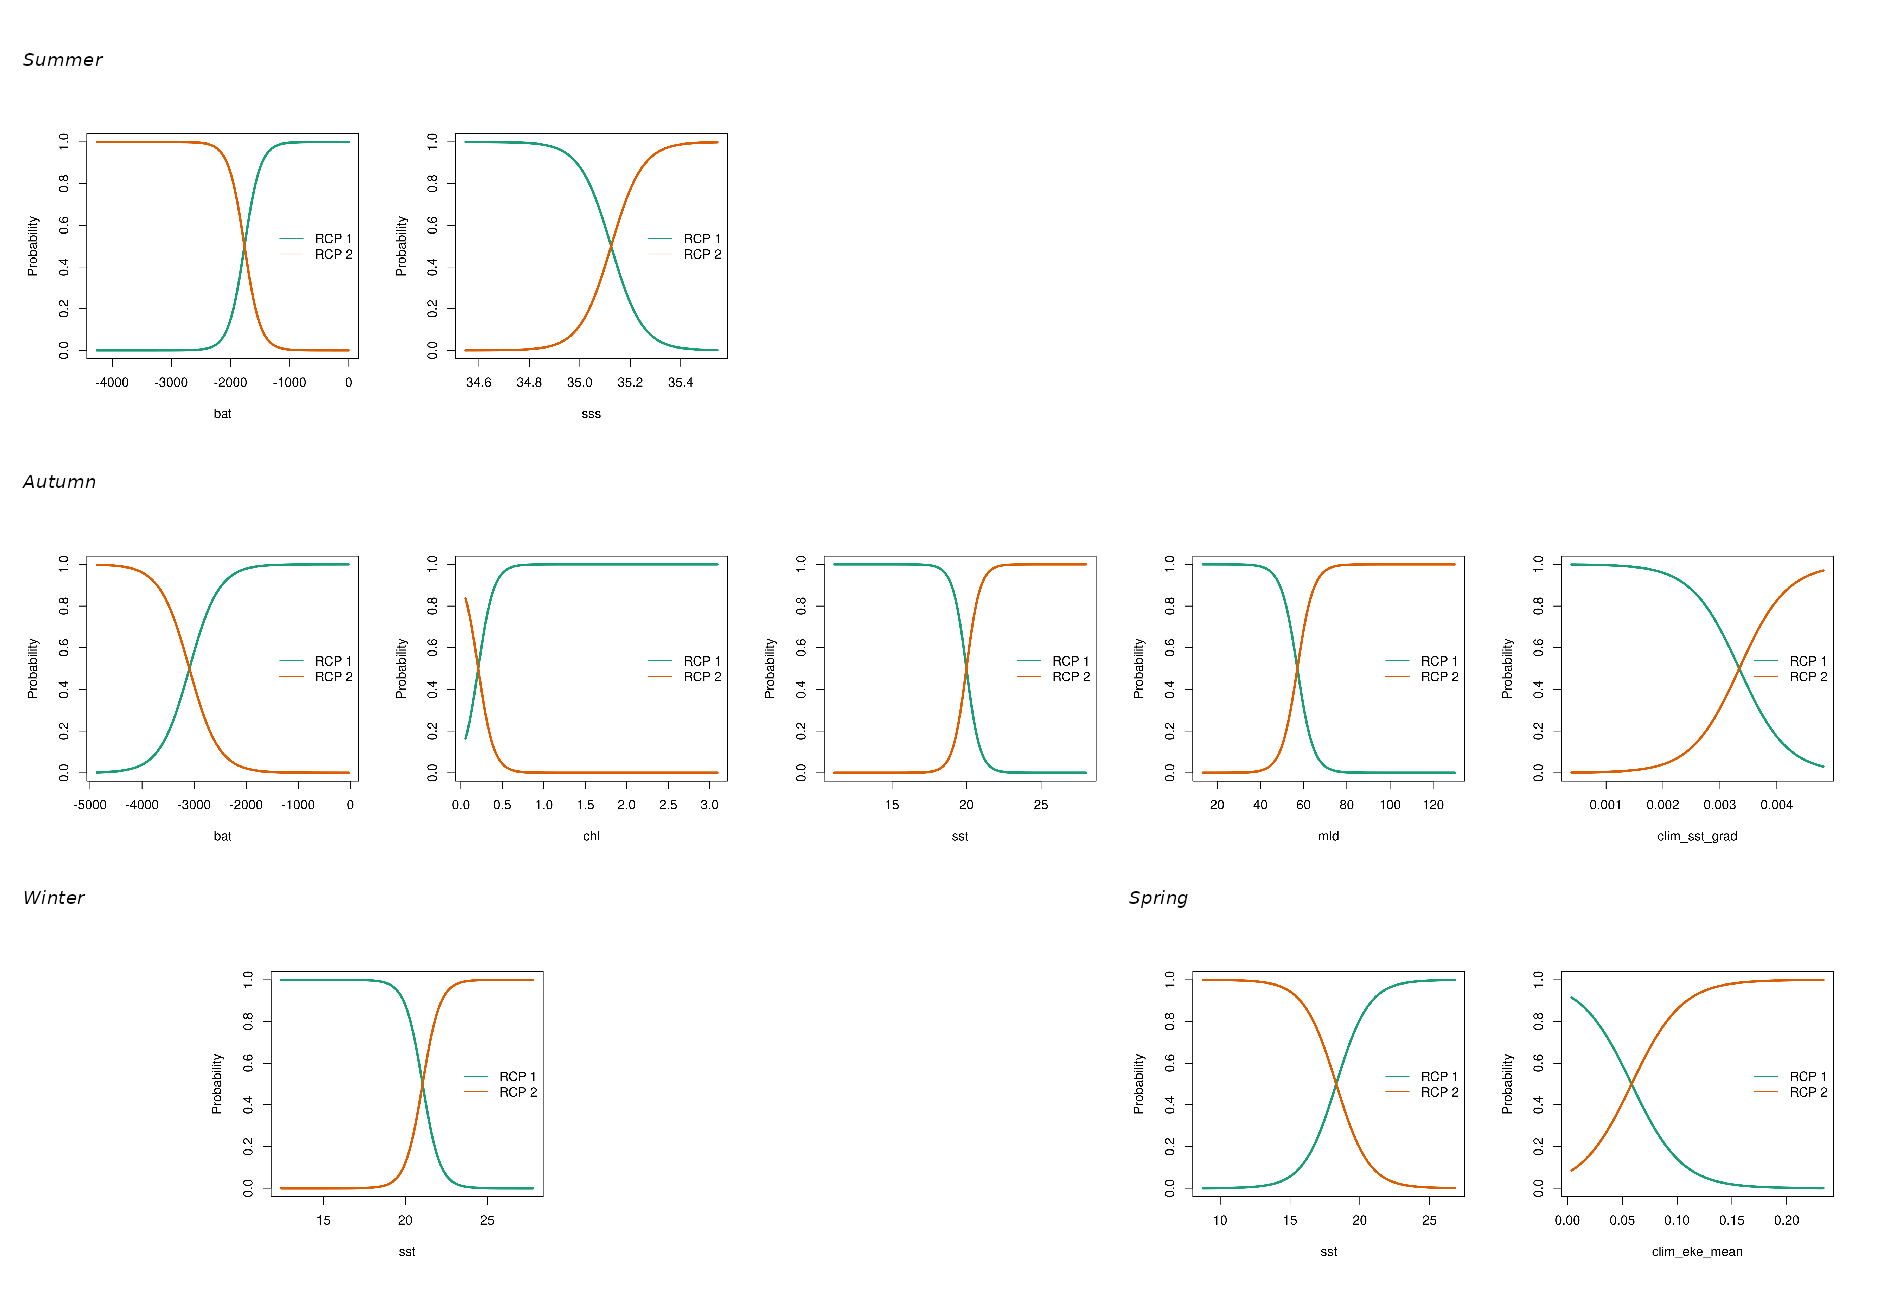 Summer
1.0
0.8
0.6
0.4
0.2
0.0
Probability
RCP 1
RCP 2
-4000 -3000 -2000 -1000 0
bat
1.0
0.8
0.6
0.4
0.2
0.0
Probability
RCP 1
RCP 2
34.6 34.8 35.0 35.2 35.4
sss
Autumn
1.0
0.8
0.6
0.4
0.2
0.0
Probability
RCP 1
RCP 2
-5000 -4000 -3000 -2000 -1000 0
bat
1.0
0.8
0.6
0.4
0.2
0.0
Probability
RCP 1
RCP 2
0.0 0.5 1.0 1.5 2.0 2.5 3.0
chl
1.0
0.8
0.6
0.4
0.2
0.0
Probability
RCP 1
RCP 2
15 20 25
sst
1.0
0.8
0.6
0.4
0.2
0.0
Probability
RCP 1
RCP 2
20 40 60 80 100 120
mld
1.0
0.8
0.6
0.4
0.2
0.0
Probability
RCP 1
RCP 2
0.001 0.002 0.003 0.004
clim_sst_grad
Winter
1.0
0.8
0.6
0.4
0.2
0.0
Probability
RCP 1
RCP 2
15 20 25
sst
Spring
1.0
0.8
0.6
0.4
0.2
0.0
Probability
RCP 1
RCP 2
10 15 20 25
sst
1.0
0.8
0.6
0.4
0.2
0.0
Probability
RCP 1
RCP 2
0.00 0.05 0.10 0.15 0.20
clim_eke_mean